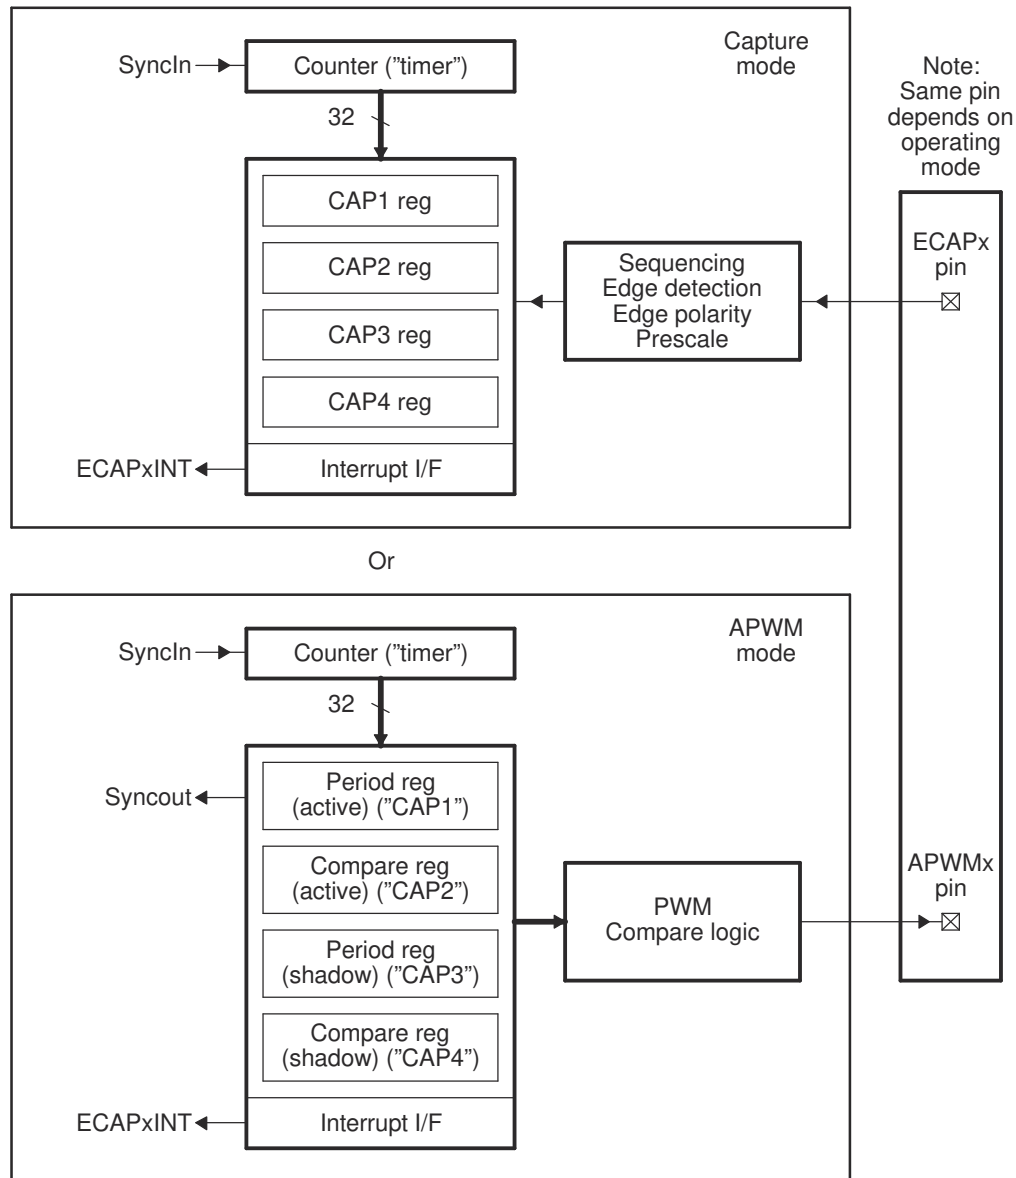 Capture
mode
SyncIn
Counter (”timer”)
32
CAP1 reg
CAP2 reg
CAP3 reg
CAP4 reg
Sequencing
Edge detection
Edge polarity
Prescale
ECAPxINT
Interrupt I/F
Note:
Same pin
depends on
operating
mode
ECAPx
pin
Or
APWM
mode
SyncIn
Counter (”timer”)
32
Syncout
Period reg
(active) (”CAP1”)
Compare reg
(active) (”CAP2”)
Period reg
(shadow) (”CAP3”)
Compare reg
(shadow) (”CAP4”)
PWM
Compare logic
APWMx
pin
ECAPxINT
Interrupt I/F